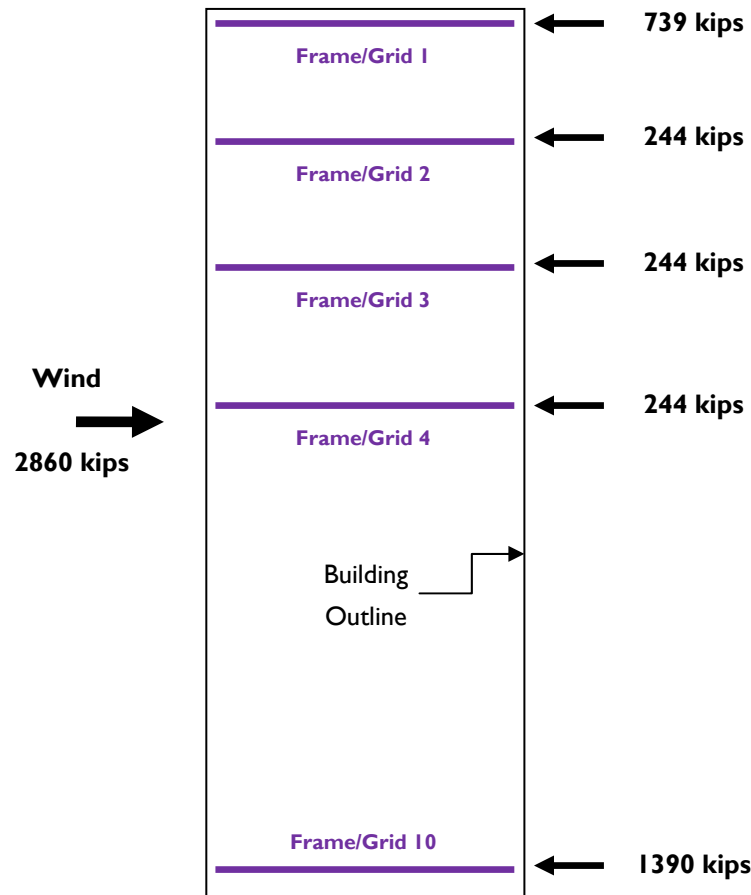 739 kips
Frame/Grid 1
244 kips
Frame/Grid 2
244 kips
Frame/Grid 3
Wind
244 kips
Frame/Grid 4
2860 kips
Building
Outline
Frame/Grid 10
1390 kips